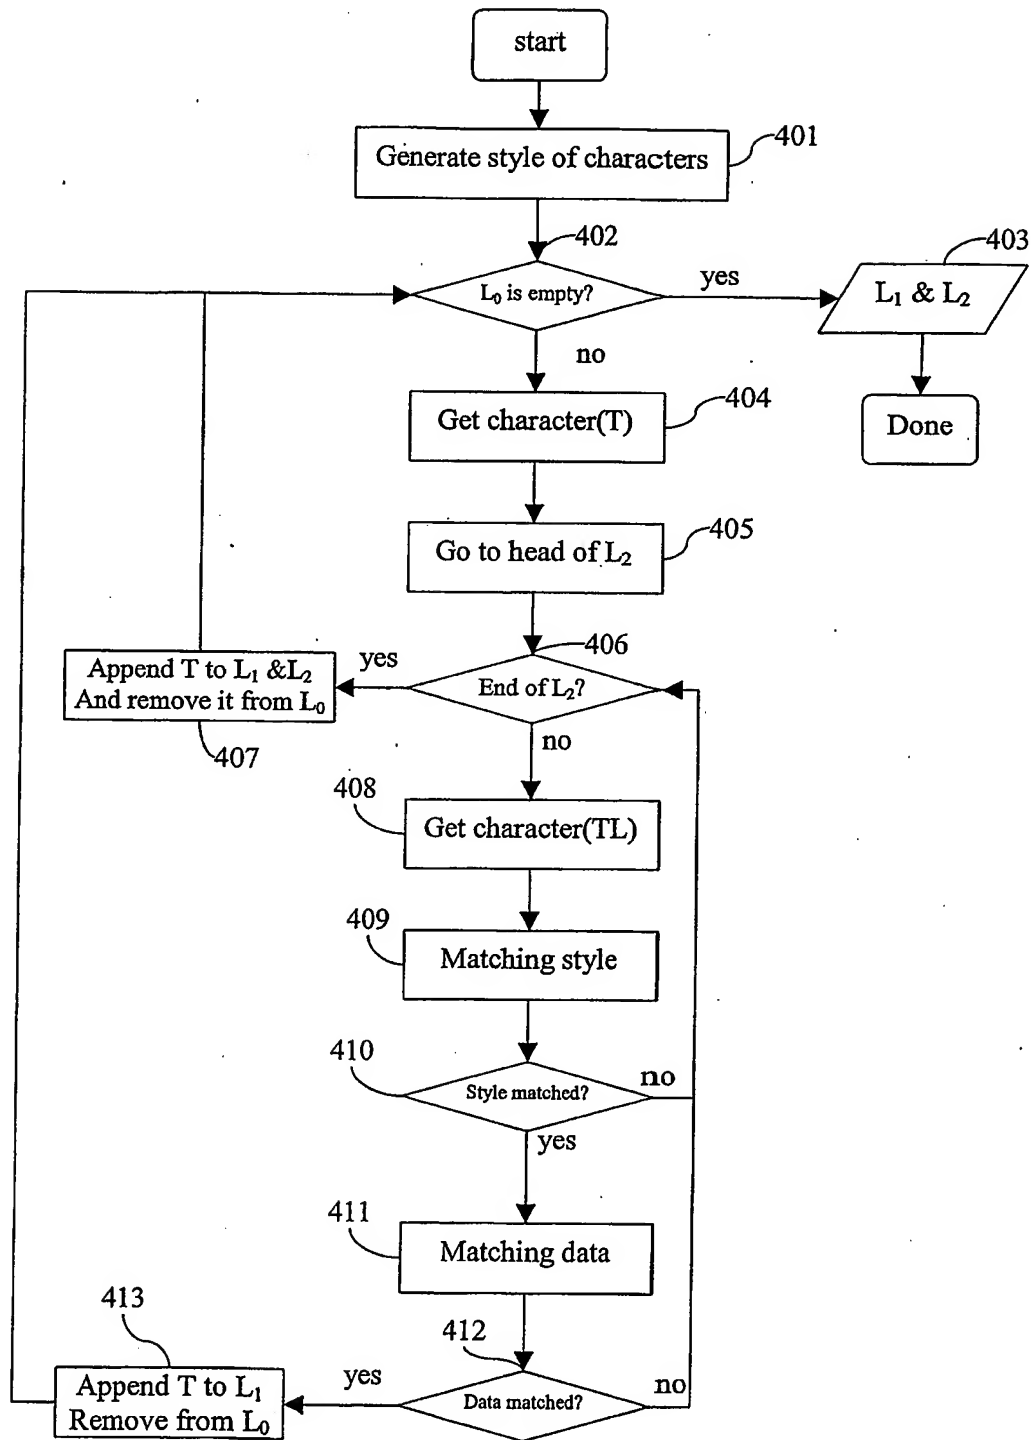 start
Generate style of characters
401
402
403
L₀ is empty?
yes
L₁ & L₂
no
Get character(T)
404
Done
Go to head of L₂
405
406
Append T to L₁ &L₂
And remove it from L₀
yes
End of L₂?
407
no
408
Get character(TL)
409
Matching style
410
Style matched?
no
yes
411
Matching data
413
412
Append T to L₁
Remove from L₀
yes
Data matched?
no